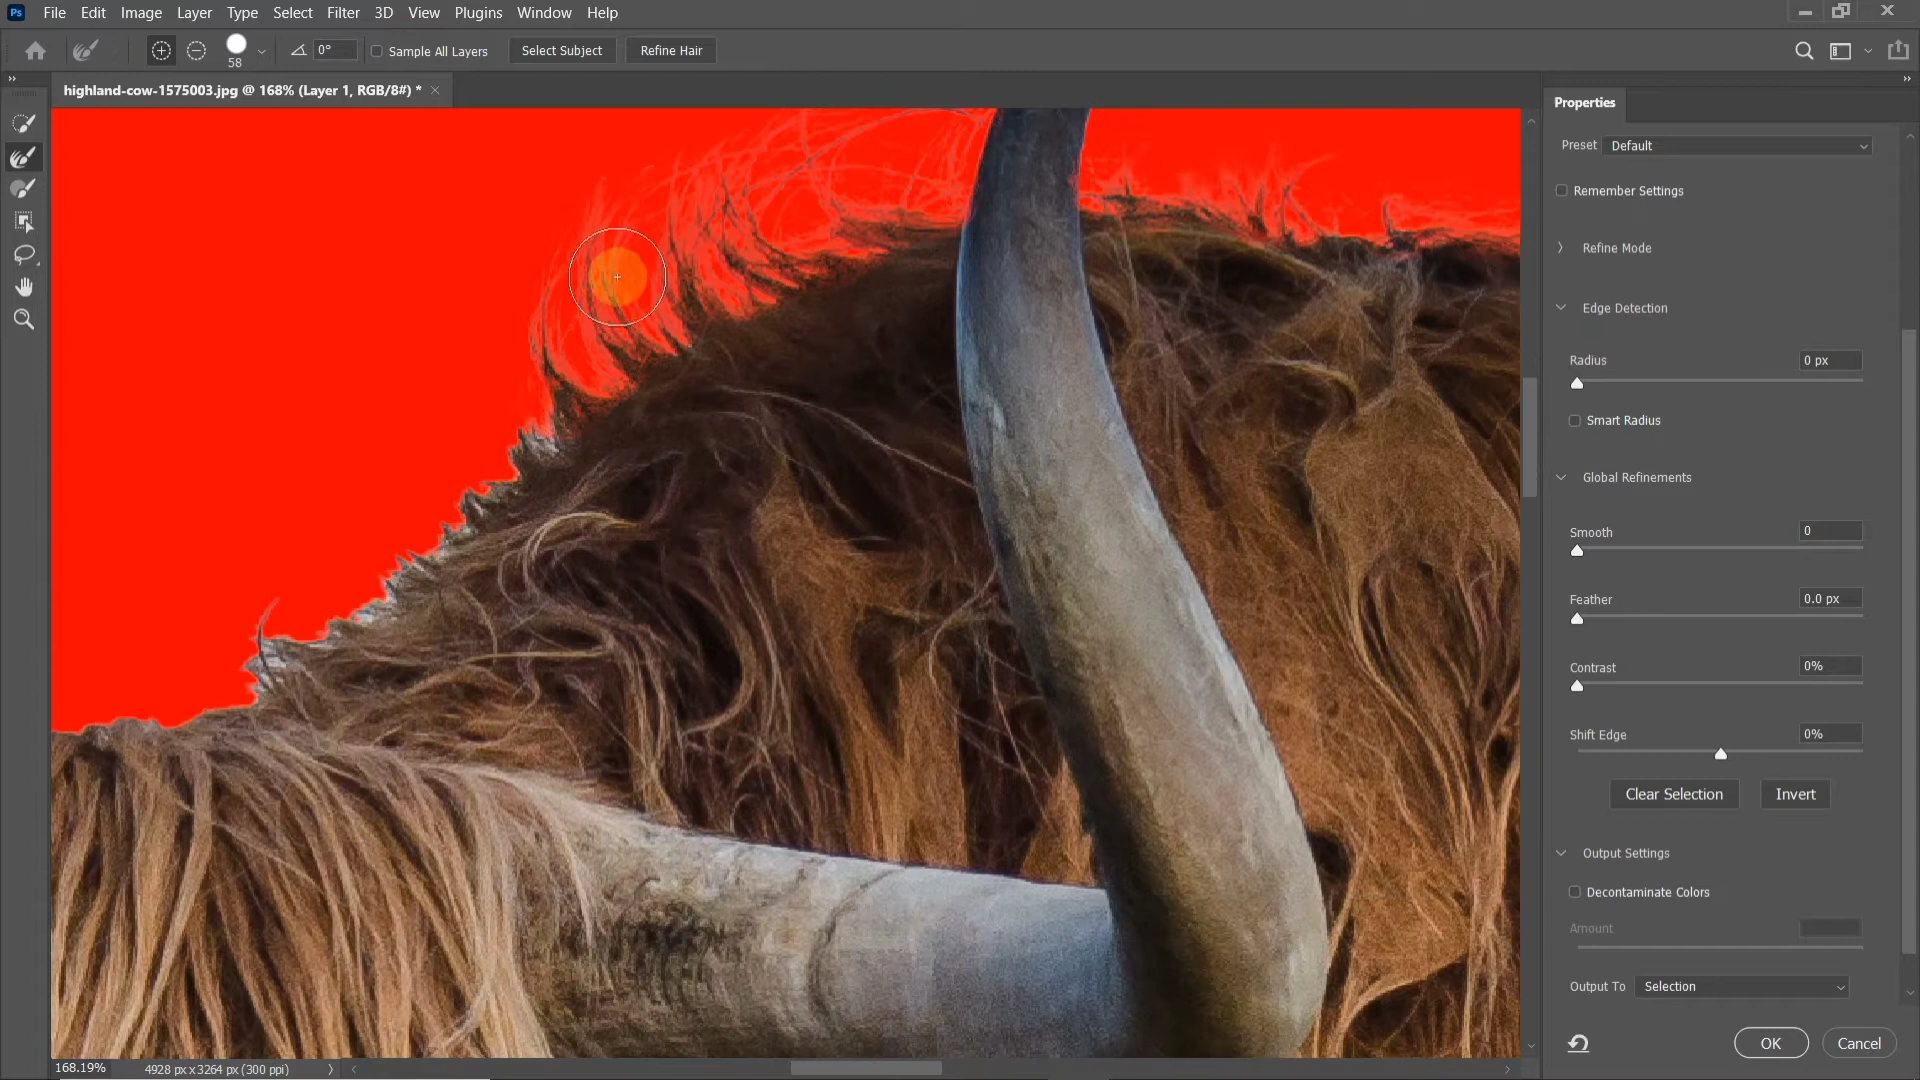 Ps File Edit Image Layer Type Select Filter 3D View Plugins Window Help
58 0° Sample All Layers Select Subject Refine Hair
highland-cow-1575003.jpg @ 168% (Layer 1, RGB/8#) *
Properties
Preset Default
Remember Settings
Refine Mode
Edge Detection
Radius 0 px
Smart Radius
Global Refinements
Smooth 0
Feather 0.0 px
Contrast 0%
Shift Edge 0%
Clear Selection Invert
Output Settings
Decontaminate Colors
Amount
Output To Selection
OK Cancel
168.19% 4928 px x 3264 px (300 ppi)